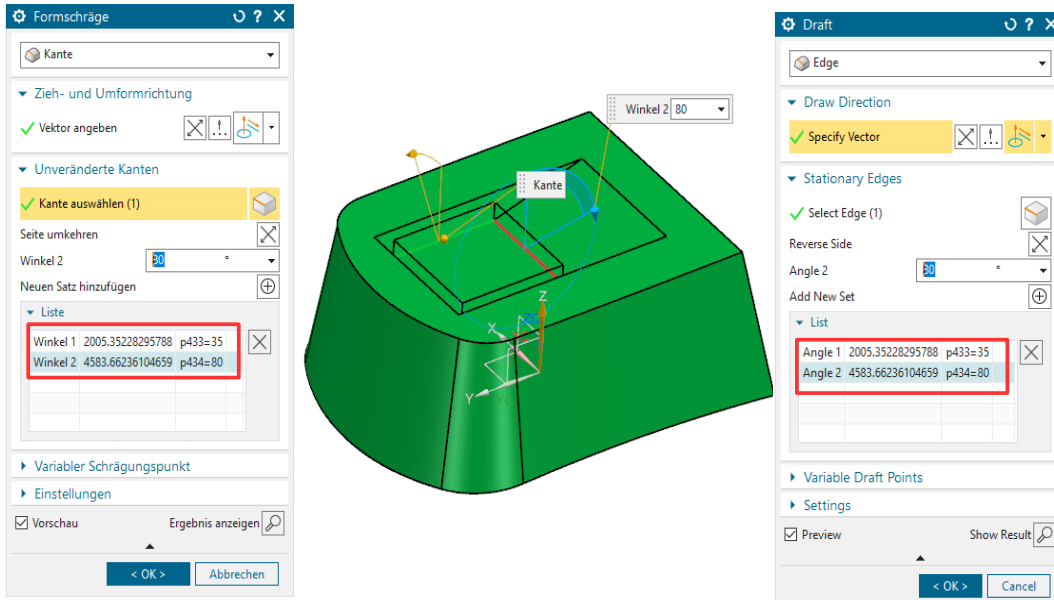 Formschräge
Kante
Zieh- und Umformrichtung
Vektor angeben
Unveränderte Kanten
Kante auswählen (1)
Seite umkehren
Winkel 2 80 °
Neuen Satz hinzufügen
Liste
Winkel 1 2005.35228295788 p433=35
Winkel 2 4583.66236104659 p434=80
Variabler Schrägungspunkt
Einstellungen
Vorschau Ergebnis anzeigen
< OK > Abbrechen
Winkel 2 80
Kante
Z
X
Y
Draft
Edge
Draw Direction
Specify Vector
Stationary Edges
Select Edge (1)
Reverse Side
Angle 2 80 °
Add New Set
List
Angle 1 2005.35228295788 p433=35
Angle 2 4583.66236104659 p434=80
Variable Draft Points
Settings
Preview Show Result
< OK > Cancel